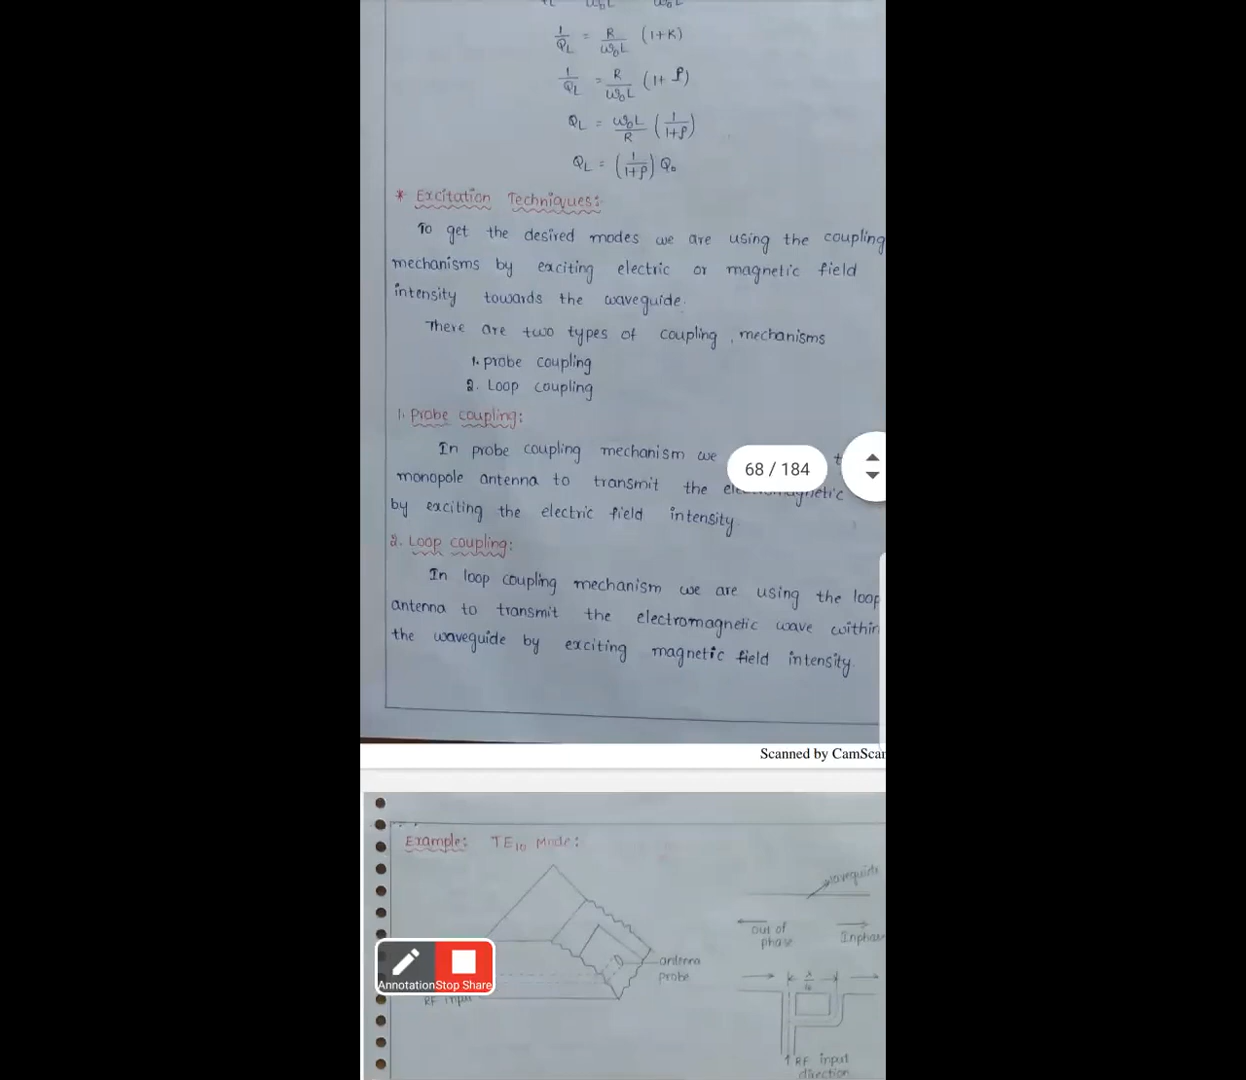 1/QL = R/ω₀L (1+K)
1/QL = R/ω₀L (1+ρ)
QL = ω₀L/R (1/1+ρ)
QL = (1/1+ρ) Q₀
* Excitation Techniques:
To get the desired modes we are using the coupling
mechanisms by exciting electric or magnetic field
intensity towards the waveguide.
There are two types of coupling mechanisms
1. probe coupling
2. Loop coupling
1. Probe coupling:
In probe coupling mechanism we
68 / 184
monopole antenna to transmit the
by exciting the electric field intensity
2. Loop coupling:
In loop coupling mechanism we are using the loop
antenna to transmit the electromagnetic wave within
the waveguide by exciting magnetic field intensity
Scanned by CamScan
Example: TE₁₀ Mode:
waveguide
out of
phase
Inphase
antenna
probe
RF input
Annotation
Stop Share
RF input
direction